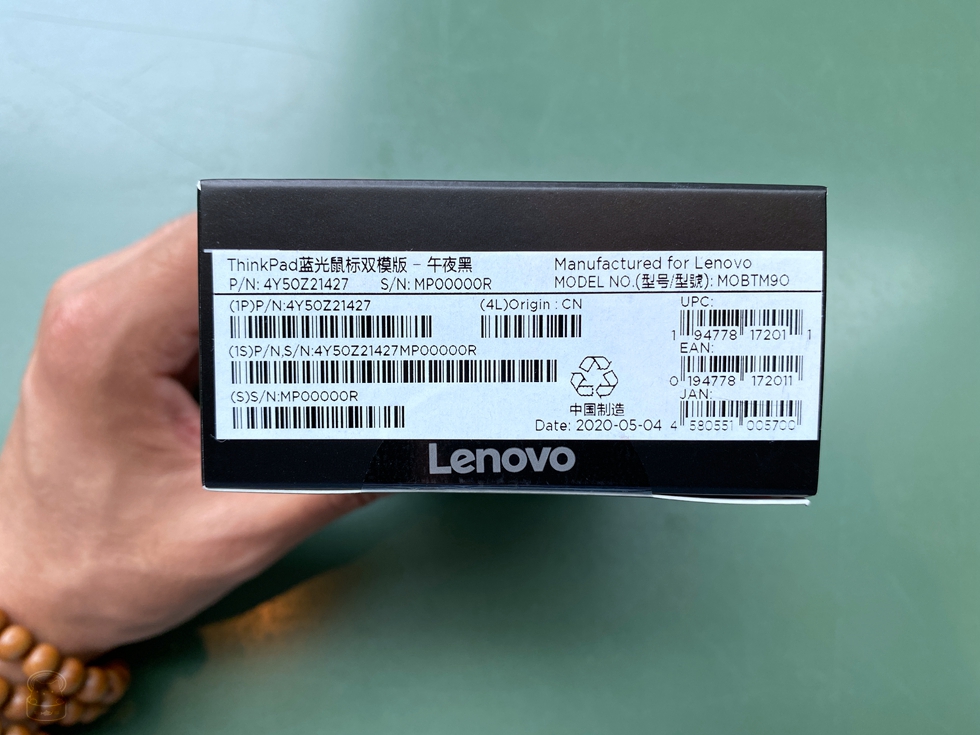 ThinkPad蓝光鼠标双模版 - 午夜黑
P/N: 4Y50Z21427 S/N: MP00000R
Manufactured for Lenovo
MODEL NO.(型号/型號): MOBTM90
(1P)P/N:4Y50Z21427
(4L)Origin : CN
(1S)P/N,S/N:4Y50Z21427MP00000R
(S)S/N:MP00000R
中国制造
Date: 2020-05-04
UPC:
1 94778 17201 1
EAN:
0 194778 172011
JAN:
4 580551 005700
Lenovo